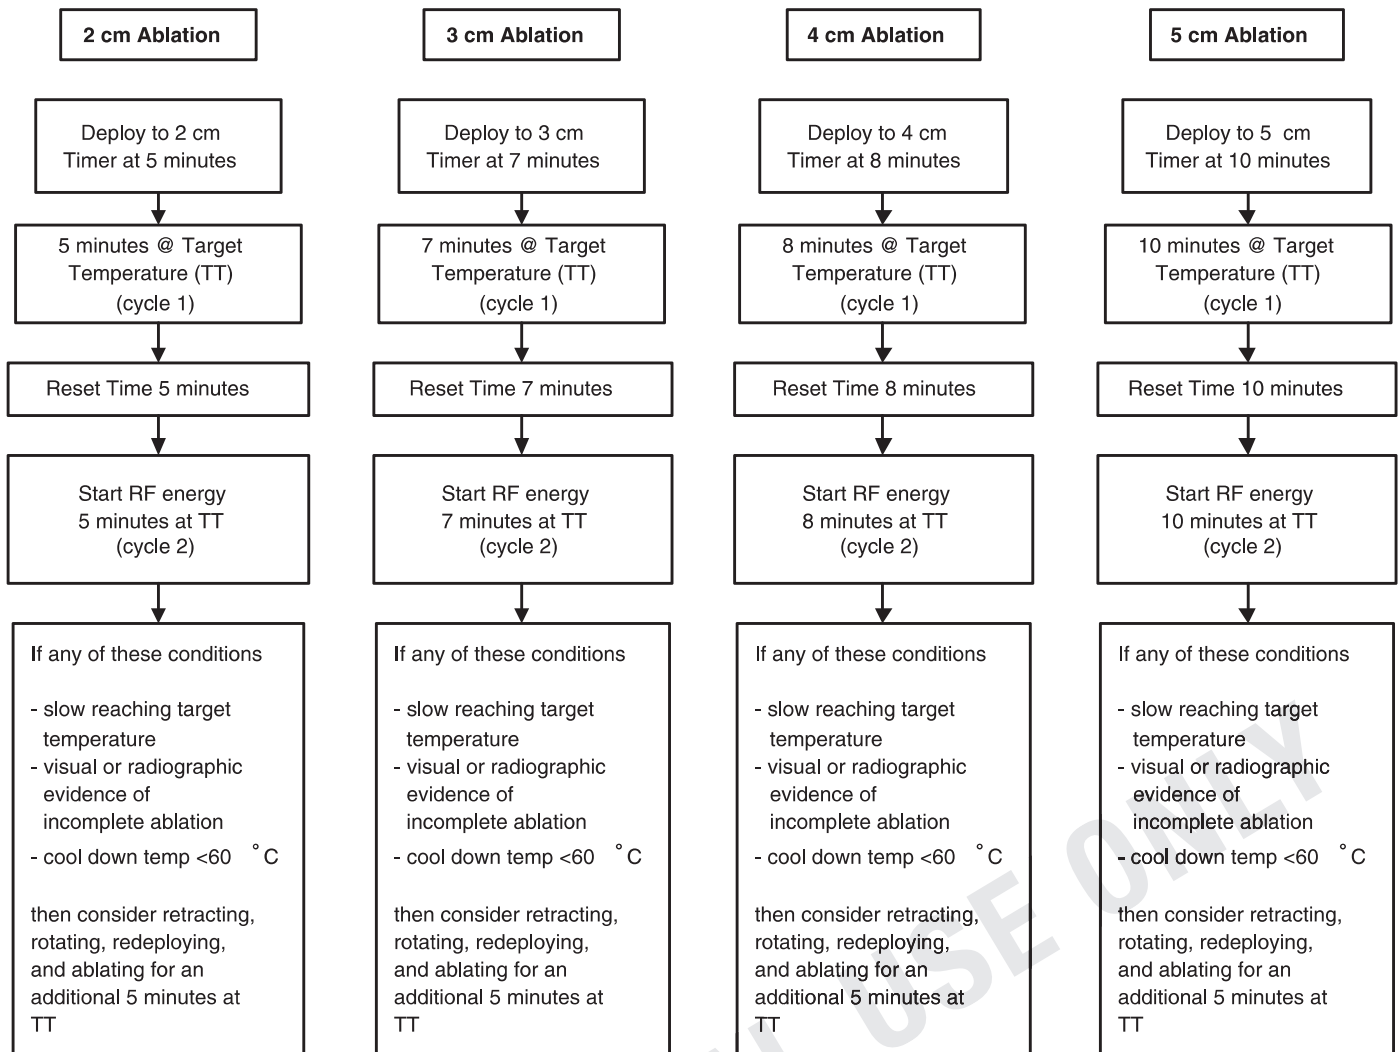 2 cm Ablation
Deploy to 2 cm
Timer at 5 minutes
5 minutes @ Target
Temperature (TT)
(cycle 1)
Reset Time 5 minutes
Start RF energy
5 minutes at TT
(cycle 2)
If any of these conditions
- slow reaching target
temperature
- visual or radiographic
evidence of
incomplete ablation
- cool down temp <60 °C
then consider retracting,
rotating, redeploying,
and ablating for an
additional 5 minutes at
TT
3 cm Ablation
Deploy to 3 cm
Timer at 7 minutes
7 minutes @ Target
Temperature (TT)
(cycle 1)
Reset Time 7 minutes
Start RF energy
7 minutes at TT
(cycle 2)
If any of these conditions
- slow reaching target
temperature
- visual or radiographic
evidence of
incomplete ablation
- cool down temp <60 °C
then consider retracting,
rotating, redeploying,
and ablating for an
additional 5 minutes at
TT
4 cm Ablation
Deploy to 4 cm
Timer at 8 minutes
8 minutes @ Target
Temperature (TT)
(cycle 1)
Reset Time 8 minutes
Start RF energy
8 minutes at TT
(cycle 2)
If any of these conditions
- slow reaching target
temperature
- visual or radiographic
evidence of
incomplete ablation
- cool down temp <60 °C
then consider retracting,
rotating, redeploying,
and ablating for an
additional 5 minutes at
TT
5 cm Ablation
Deploy to 5 cm
Timer at 10 minutes
10 minutes @ Target
Temperature (TT)
(cycle 1)
Reset Time 10 minutes
Start RF energy
10 minutes at TT
(cycle 2)
If any of these conditions
- slow reaching target
temperature
- visual or radiographic
evidence of
incomplete ablation
- cool down temp <60 °C
then consider retracting,
rotating, redeploying,
and ablating for an
additional 5 minutes at
TT
USE ONLY